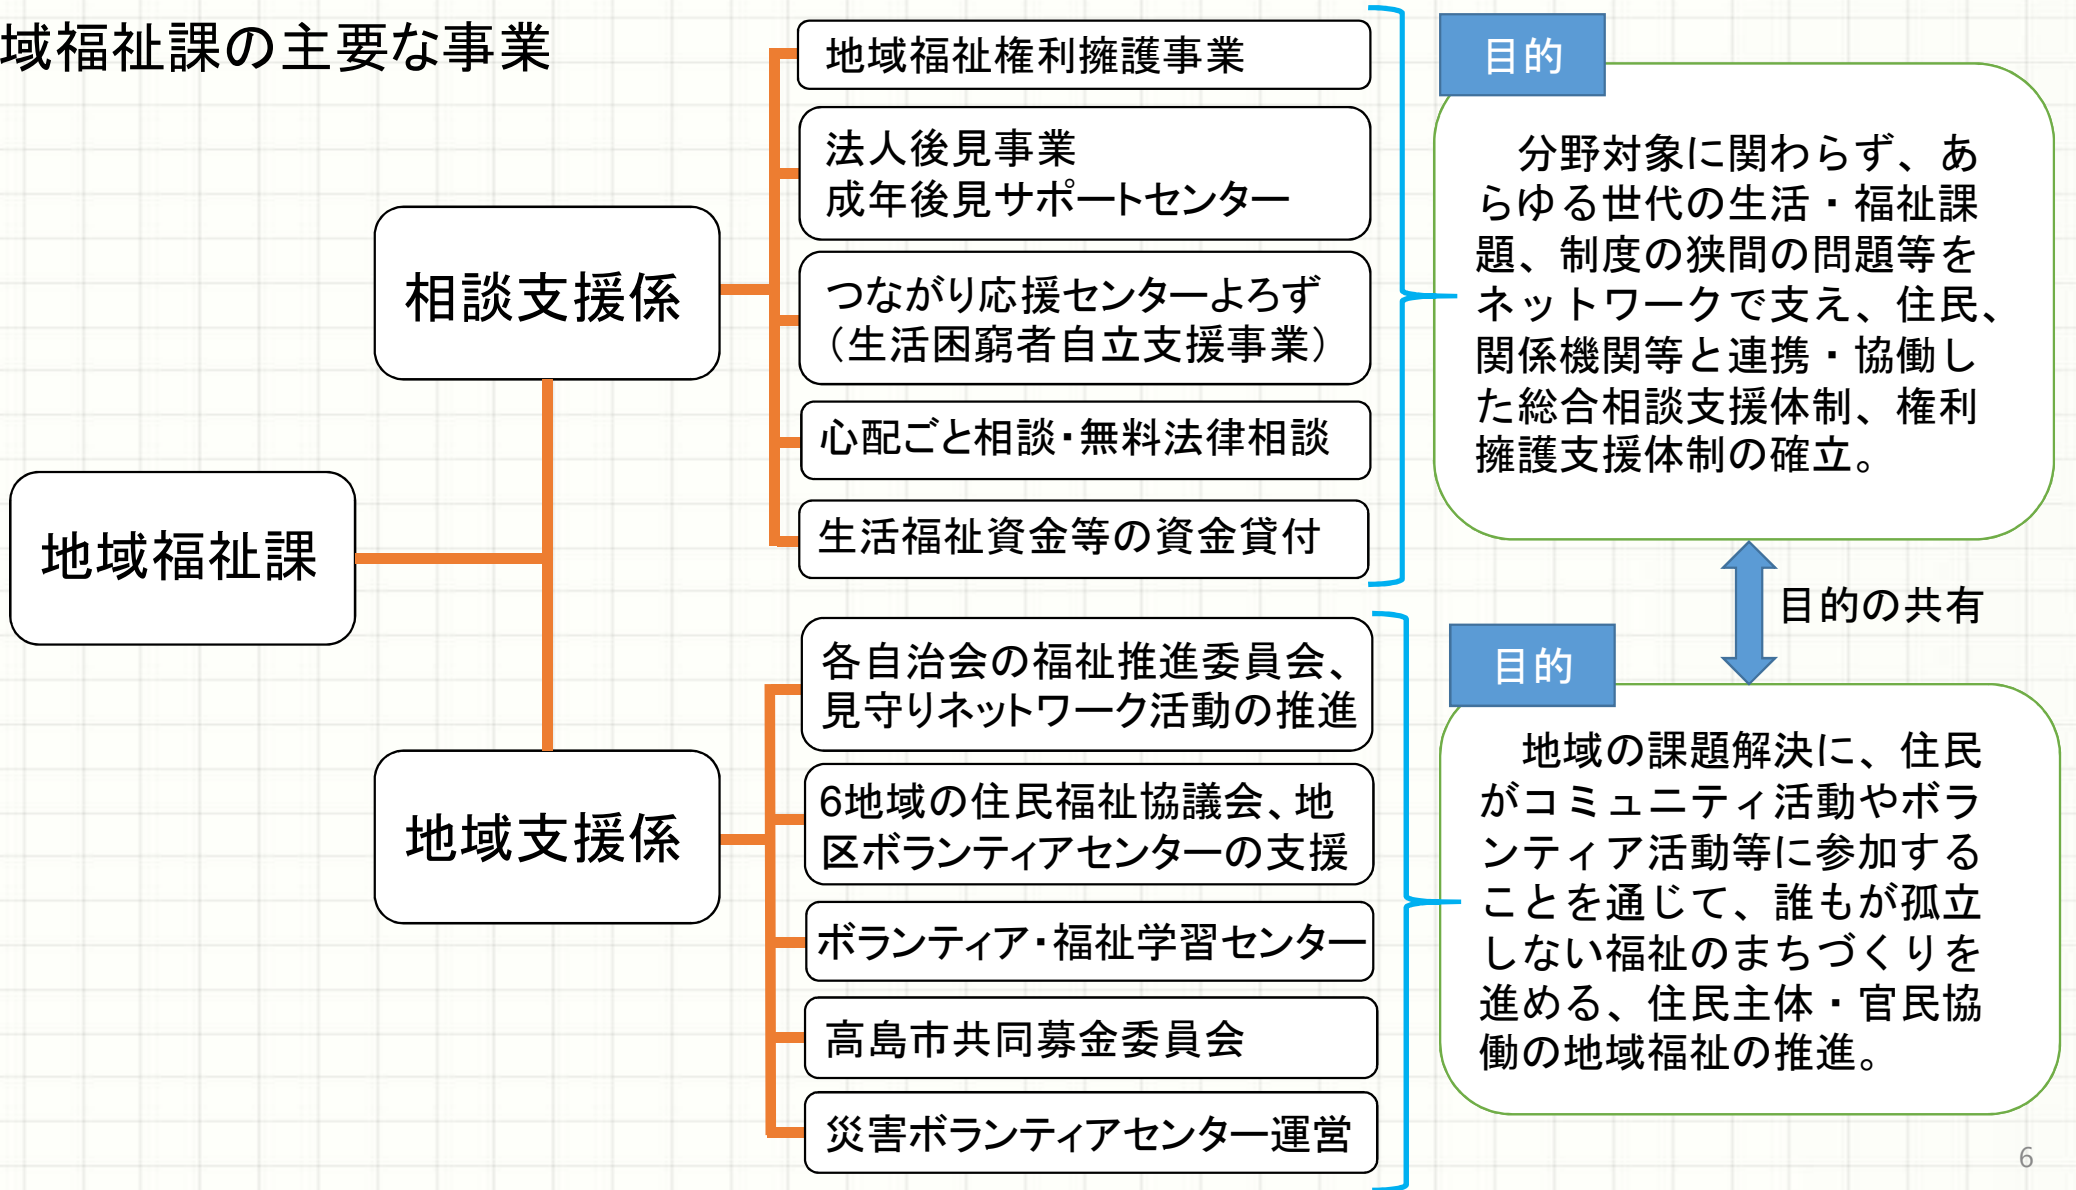 域福祉課の主要な事業
地域福祉課
相談支援係
地域福祉権利擁護事業
法人後見事業
成年後見サポートセンター
つながり応援センターよろず
（生活困窮者自立支援事業）
心配ごと相談・無料法律相談
生活福祉資金等の資金貸付
目的
分野対象に関わらず、あ
らゆる世代の生活・福祉課
題、制度の狭間の問題等を
ネットワークで支え、住民、
関係機関等と連携・協働し
た総合相談支援体制、権利
擁護支援体制の確立。
目的の共有
地域支援係
各自治会の福祉推進委員会、
見守りネットワーク活動の推進
6地域の住民福祉協議会、地
区ボランティアセンターの支援
ボランティア・福祉学習センター
高島市共同募金委員会
災害ボランティアセンター運営
目的
地域の課題解決に、住民
がコミュニティ活動やボラ
ンティア活動等に参加する
ことを通じて、誰もが孤立
しない福祉のまちづくりを
進める、住民主体・官民協
働の地域福祉の推進。
6